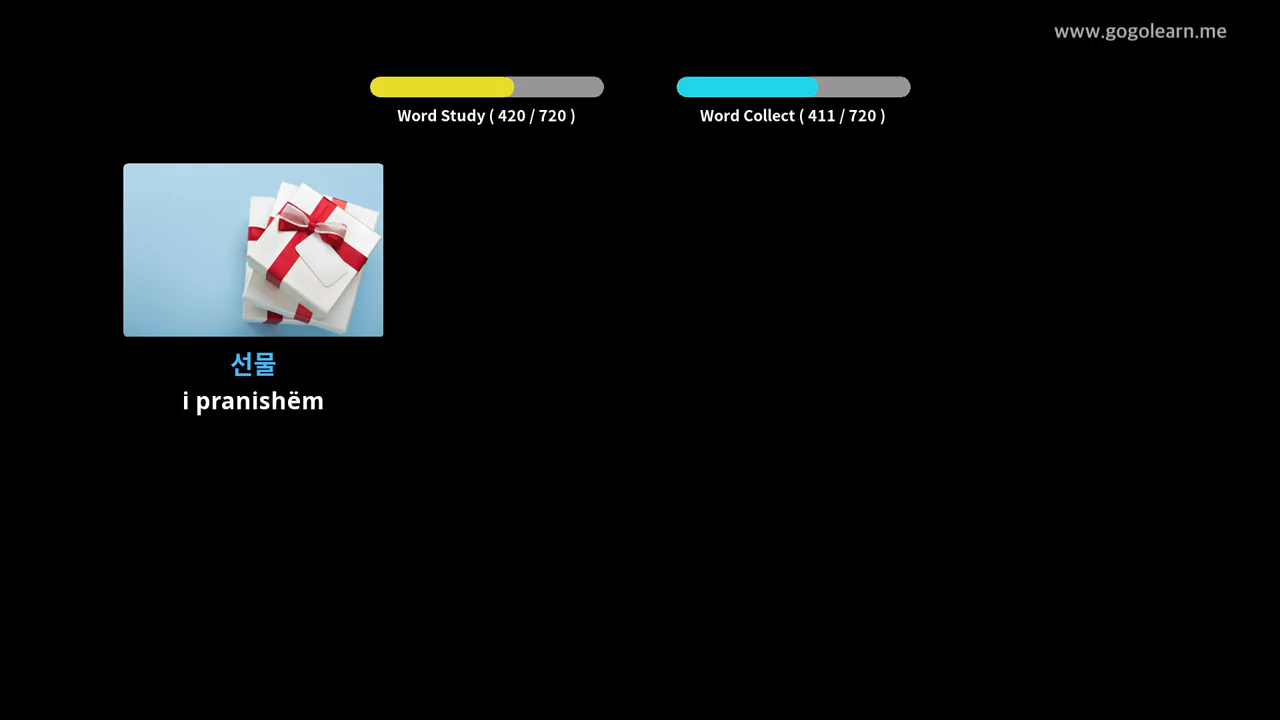 www.gogolearn.me
Word Study ( 420 / 720 )
Word Collect ( 411 / 720 )
선물
i pranishëm